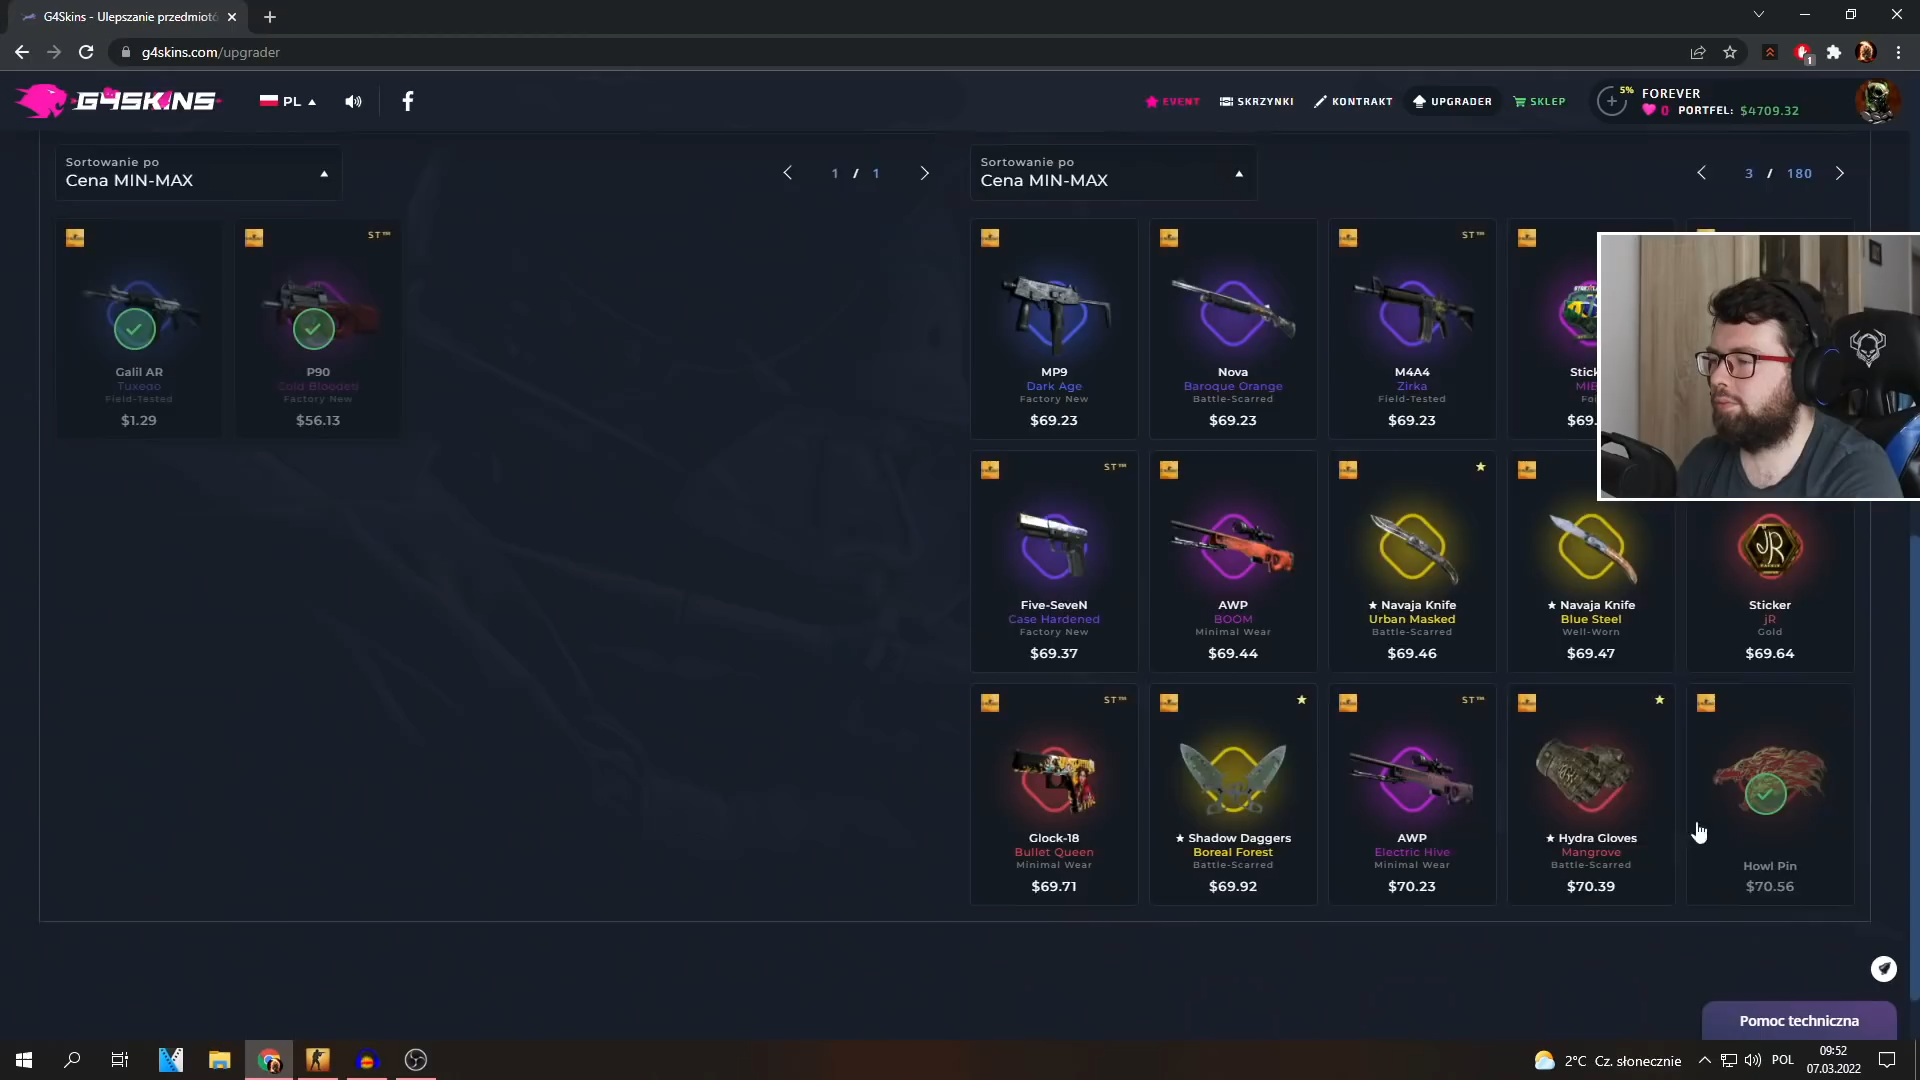 G4Skins - Ulepszanie przedmiotó
g4skins.com/upgrader
1
G4SKINS
PL
EVENT
SKRZYNKI
KONTRAKT
UPGRADER
SKLEP
5%
FOREVER
0 PORTFEL: $4709.32
Sortowanie po
Cena MIN-MAX
1 / 1
Sortowanie po
Cena MIN-MAX
3 / 180
Galil AR
Tuxedo
Field-Tested
$1.29
ST™
P90
Cold Blooded
Factory New
$56.13
MP9
Dark Age
Factory New
$69.23
Nova
Baroque Orange
Battle-Scarred
$69.23
ST™
M4A4
Zirka
Field-Tested
$69.23
Stick
MIB
Foi
$69.
ST™
Five-SeveN
Case Hardened
Factory New
$69.37
AWP
BOOM
Minimal Wear
$69.44
★ Navaja Knife
Urban Masked
Battle-Scarred
$69.46
★ Navaja Knife
Blue Steel
Well-Worn
$69.47
Sticker
jR
Gold
$69.64
ST™
Glock-18
Bullet Queen
Minimal Wear
$69.71
★ Shadow Daggers
Boreal Forest
Battle-Scarred
$69.92
ST™
AWP
Electric Hive
Minimal Wear
$70.23
★ Hydra Gloves
Mangrove
Battle-Scarred
$70.39
Howl Pin
$70.56
Pomoc techniczna
2°C Cz. słonecznie
POL
09:52
07.03.2022